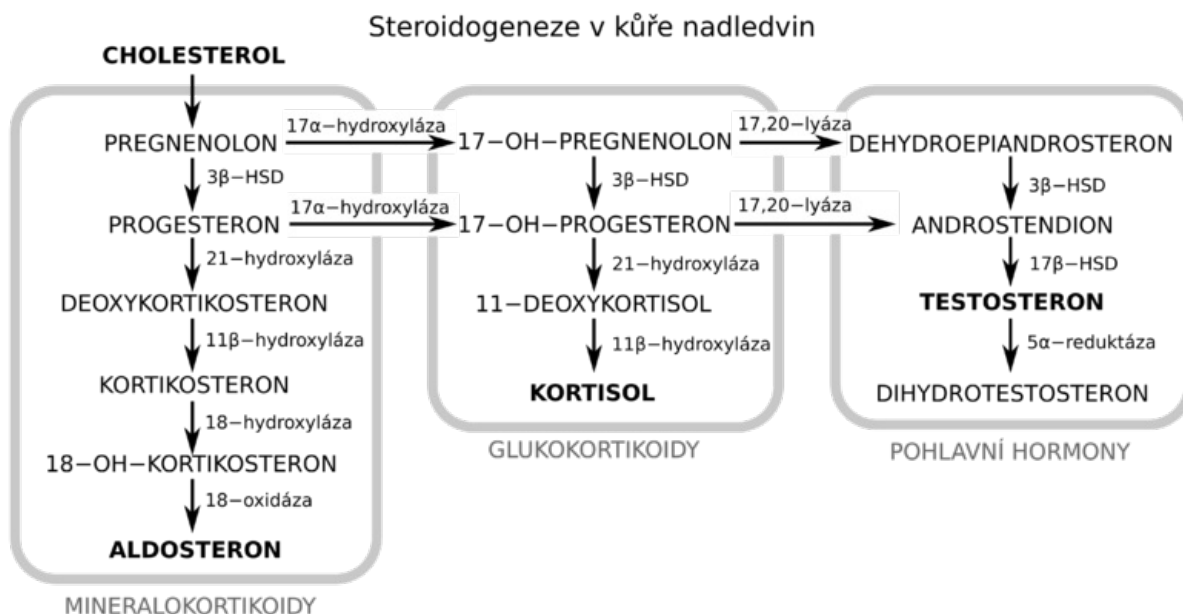 Steroidogeneze v kůře nadledvin
CHOLESTEROL
PREGNENOLON
17α−hydroxyláza
17−OH−PREGNENOLON
17,20−lyáza
DEHYDROEPIANDROSTERON
3β−HSD
3β−HSD
3β−HSD
PROGESTERON
17α−hydroxyláza
17−OH−PROGESTERON
17,20−lyáza
ANDROSTENDION
21−hydroxyláza
21−hydroxyláza
17β−HSD
DEOXYKORTIKOSTERON
11−DEOXYKORTISOL
TESTOSTERON
11β−hydroxyláza
11β−hydroxyláza
5α−reduktáza
KORTIKOSTERON
KORTISOL
DIHYDROTESTOSTERON
18−hydroxyláza
GLUKOKORTIKOIDY
POHLAVNÍ HORMONY
18−OH−KORTIKOSTERON
18−oxidáza
ALDOSTERON
MINERALOKORTIKOIDY